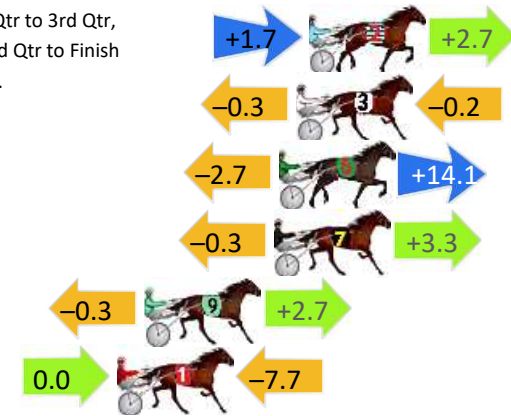 Qtr to 3rd Qtr,
d Qtr to Finish
.
+1.7 +2.7
−0.3 3 −0.2
−2.7 +14.1
−0.3 7 +3.3
−0.3 9 +2.7
0.0 1 −7.7